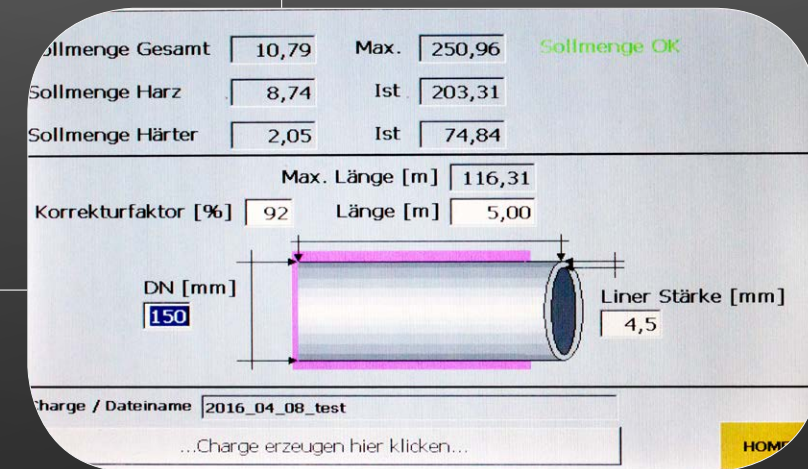 Sollmenge Gesamt 10,79 Max. 250,96 Sollmenge OK
Sollmenge Harz 8,74 Ist 203,31
Sollmenge Härter 2,05 Ist 74,84
Max. Länge [m] 116,31
Korrekturfaktor [%] 92 Länge [m] 5,00
DN [mm]
150
Liner Stärke [mm]
4,5
Charge / Dateiname 2016_04_08_test
...Charge erzeugen hier klicken...
HOME